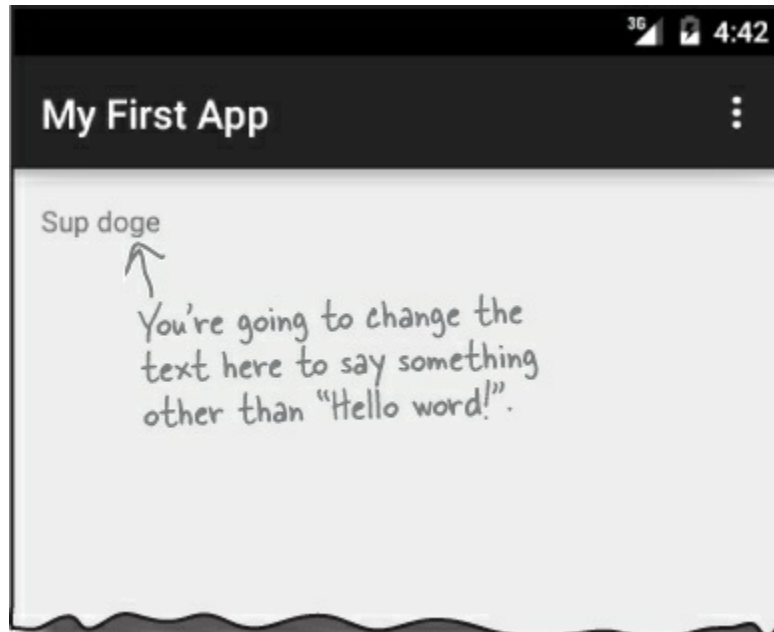 3G 4:42
My First App
Sup doge
You're going to change the
text here to say something
other than "Hello word!".